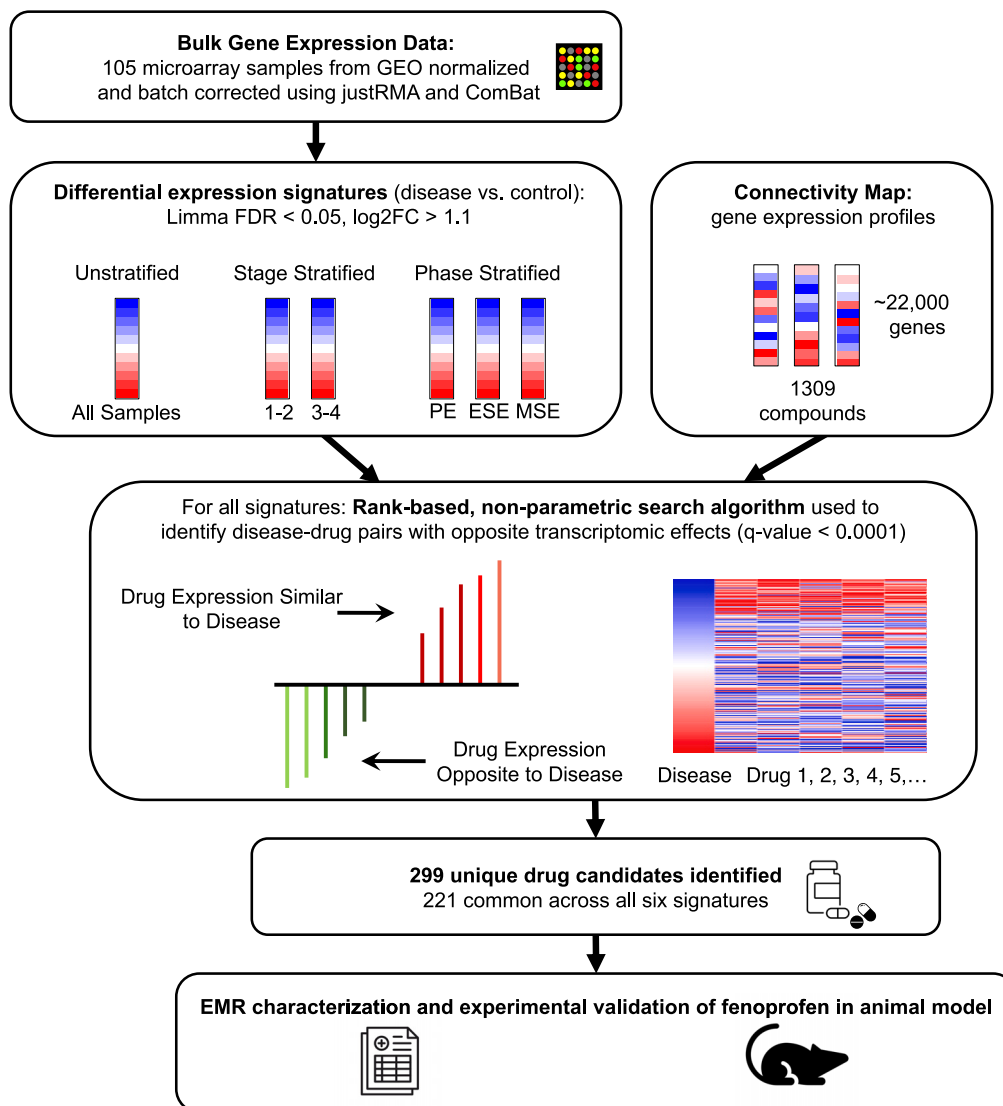 Bulk Gene Expression Data:
105 microarray samples from GEO normalized
and batch corrected using justRMA and ComBat
Differential expression signatures (disease vs. control):
Limma FDR < 0.05, log2FC > 1.1
Unstratified
Stage Stratified
Phase Stratified
All Samples
1-2
3-4
PE
ESE
MSE
Connectivity Map:
gene expression profiles
~22,000
genes
1309
compounds
For all signatures: Rank-based, non-parametric search algorithm used to
identify disease-drug pairs with opposite transcriptomic effects (q-value < 0.0001)
Drug Expression Similar
to Disease
Drug Expression
Opposite to Disease
Disease
Drug 1, 2, 3, 4, 5,...
299 unique drug candidates identified
221 common across all six signatures
EMR characterization and experimental validation of fenoprofen in animal model